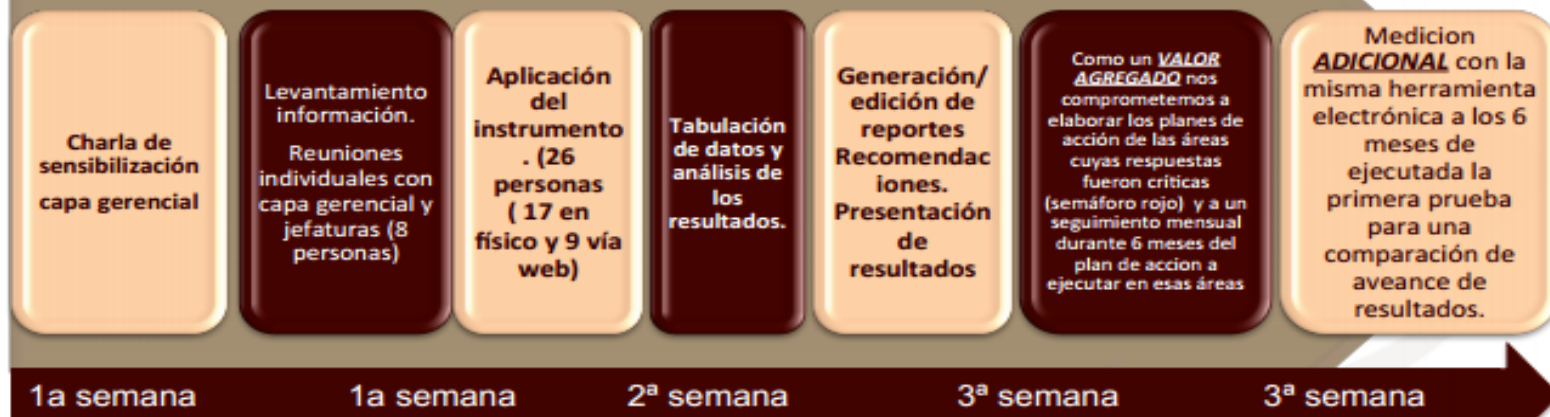 Charla de
sensibilización
capa gerencial
Levantamiento
información.
Reuniones
individuales con
capa gerencial y
jefaturas (8
personas)
Aplicación
del
instrumento
. (26
personas
( 17 en
físico y 9 vía
web)
Tabulación
de datos y
análisis de
los
resultados.
Generación/
edición de
reportes
Recomendac
iones.
Presentación
de
resultados
Como un VALOR
AGREGADO nos
comprometemos a
elaborar los planes de
acción de las áreas
cuyas respuestas
fueron criticas
(semáforo rojo)  y a un
seguimiento mensual
durante 6 meses del
plan de accion a
ejecutar en esas áreas
Medicion
ADICIONAL con la
misma herramienta
electrónica a los 6
meses de
ejecutada la
primera prueba
para una
comparación de
aveance de
resultados.
1a semana
1a semana
2ª semana
3ª semana
3ª semana